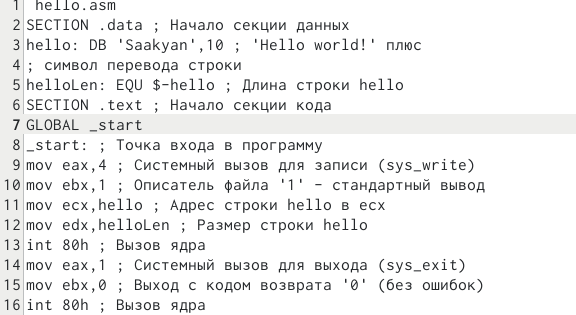 1 hello.asm
2 SECTION .data ; Начало секции данных
3 hello: DB 'Saakyan',10 ; 'Hello world!' плюс
4 ; символ перевода строки
5 helloLen: EQU $-hello ; Длина строки hello
6 SECTION .text ; Начало секции кода
7 GLOBAL _start
8 _start: ; Точка входа в программу
9 mov eax,4 ; Системный вызов для записи (sys_write)
10 mov ebx,1 ; Описатель файла '1' - стандартный вывод
11 mov ecx,hello ; Адрес строки hello в ecx
12 mov edx,helloLen ; Размер строки hello
13 int 80h ; Вызов ядра
14 mov eax,1 ; Системный вызов для выхода (sys_exit)
15 mov ebx,0 ; Выход с кодом возврата '0' (без ошибок)
16 int 80h ; Вызов ядра